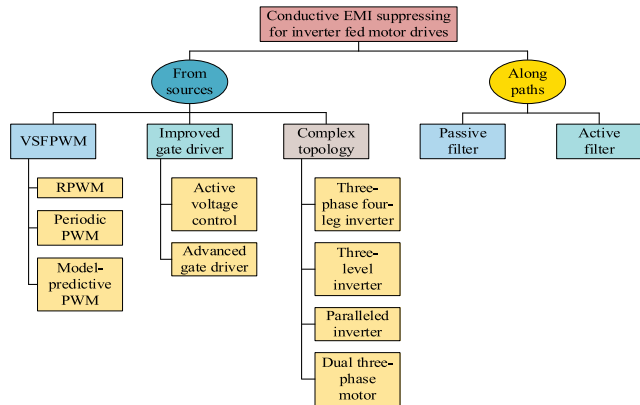 Conductive EMI suppressing
for inverter fed motor drives
From
sources
Along
paths
VSFPWM
Improved
gate driver
Complex
topology
Passive
filter
Active
filter
RPWM
Periodic
PWM
Model-
predictive
PWM
Active
voltage
control
Advanced
gate driver
Three-
phase four-
leg inverter
Three-
level
inverter
Paralleled
inverter
Dual three-
phase
motor